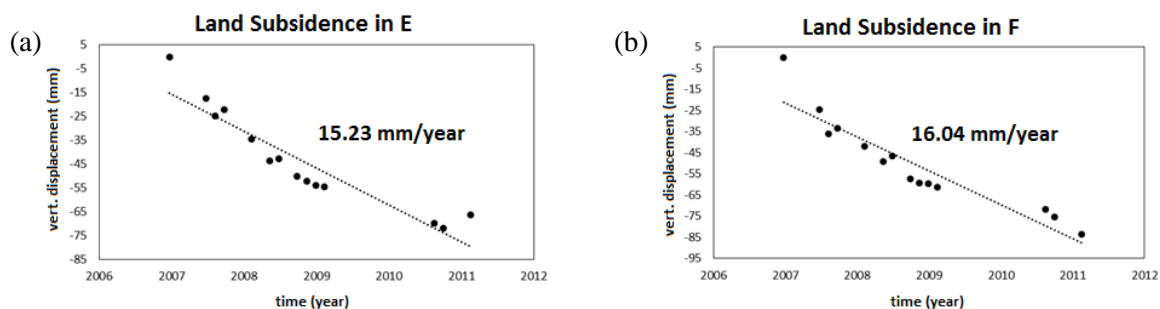 (a)
Land Subsidence in E
vert. displacement (mm)
5
-5
-15
-25
-35
-45
-55
-65
-75
-85
15.23 mm/year
2006 2007 2008 2009 2010 2011 2012
time (year)
(b)
Land Subsidence in F
vert. displacement (mm)
5
-5
-15
-25
-35
-45
-55
-65
-75
-85
-95
16.04 mm/year
2006 2007 2008 2009 2010 2011 2012
time (year)